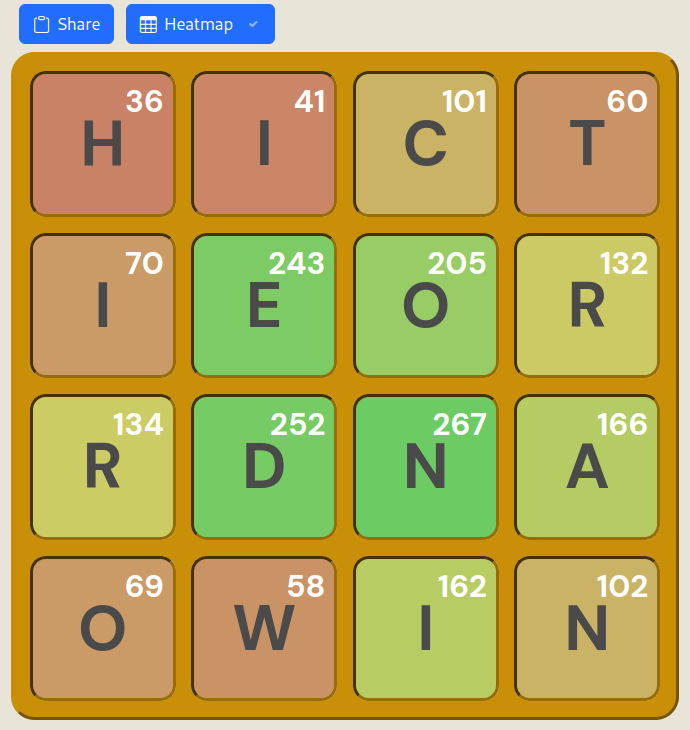 Share Heatmap
36 41 101 60
H I C T
70 243 205 132
I E O R
134 252 267 166
R D N A
69 58 162 102
O W I N